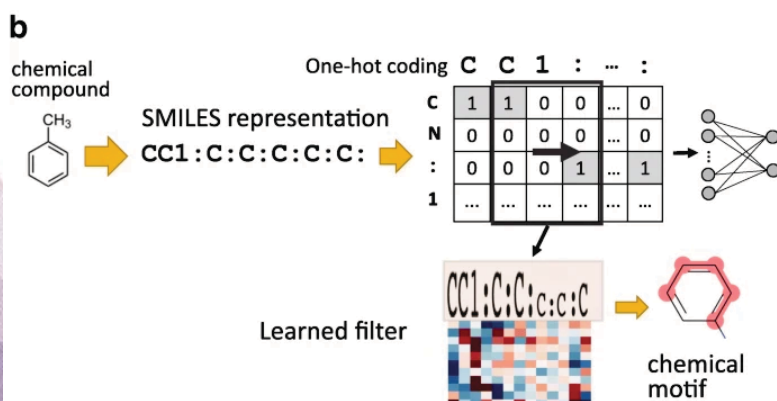 b
chemical
compound
CH3
SMILES representation
CC1:C:C:C:C:C:
One-hot coding C C 1 : ... :
C 1 1 0 0 ... 0
N 0 0 0 0 ... 0
: 0 0 0 1 ... 1
1 ... ... ... ... ... ...
CC1:C:C:C:C:C
Learned filter
chemical
motif